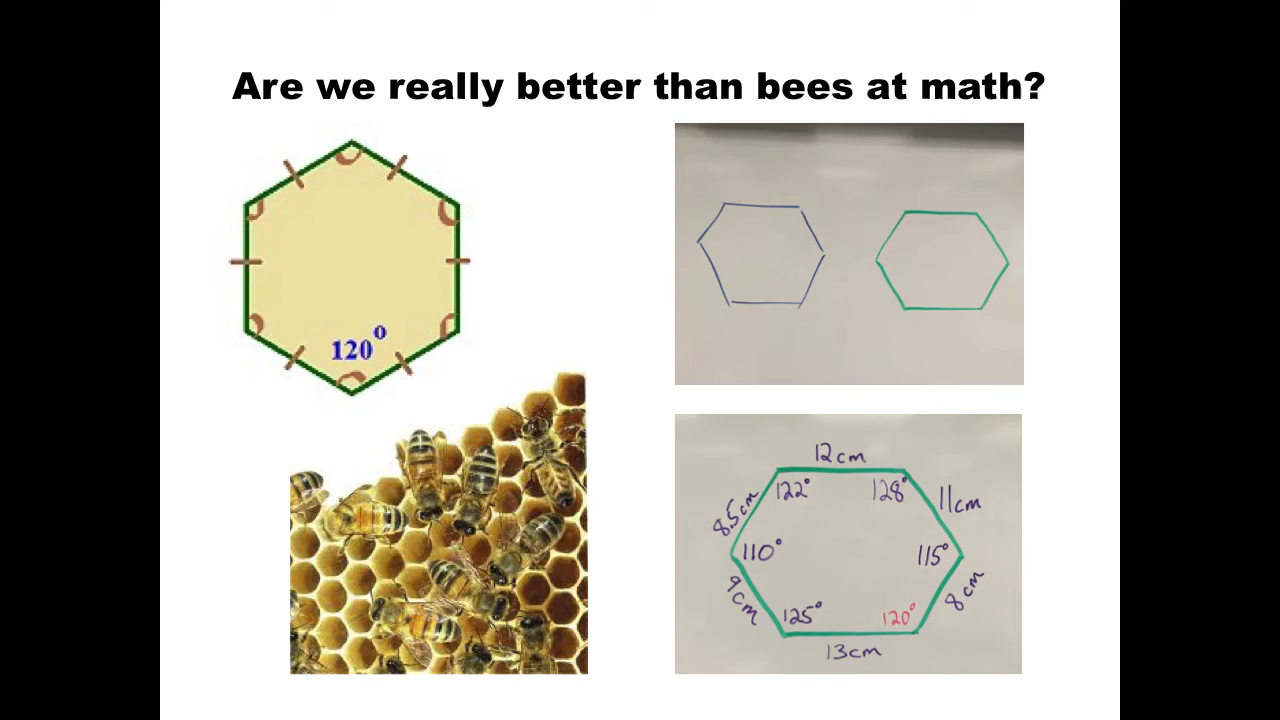 Are we really better than bees at math?
120°
12cm
8.5cm
122°
128°
11cm
110°
115°
9cm
125°
120°
8cm
13cm